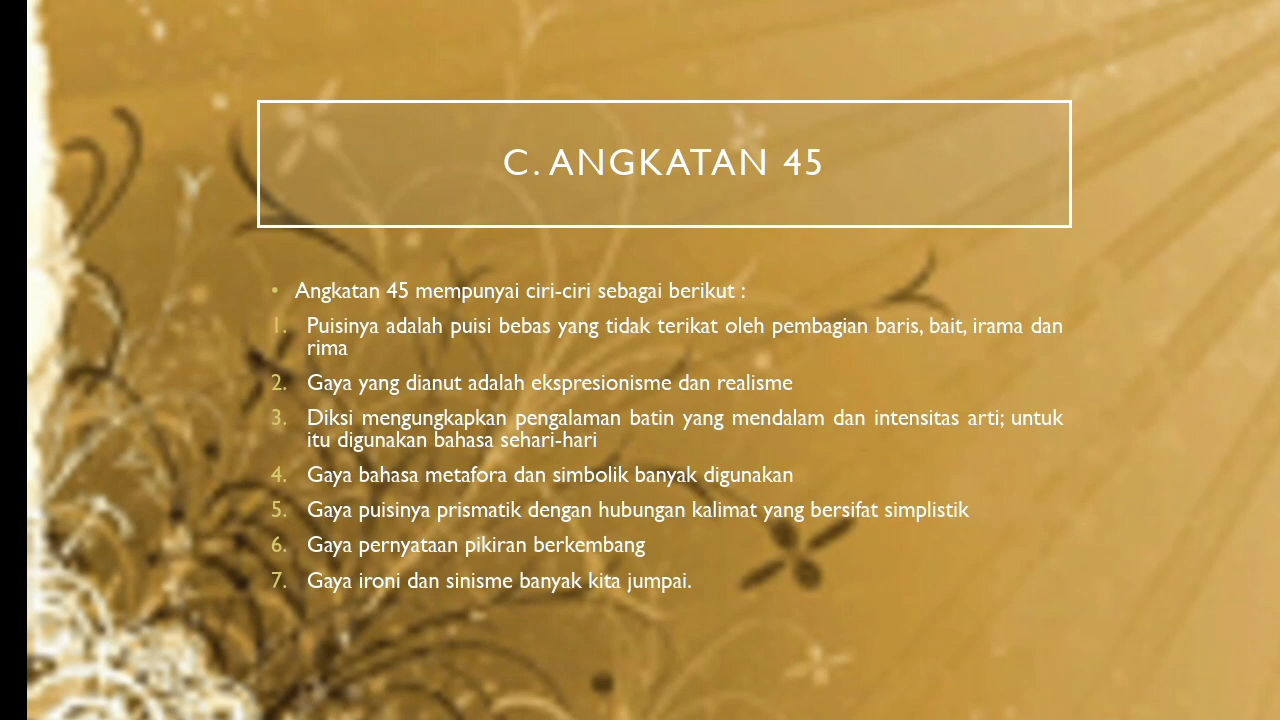 C. ANGKATAN 45
• Angkatan 45 mempunyai ciri-ciri sebagai berikut :
1. Puisinya adalah puisi bebas yang tidak terikat oleh pembagian baris, bait, irama dan
rima
2. Gaya yang dianut adalah ekspresionisme dan realisme
3. Diksi mengungkapkan pengalaman batin yang mendalam dan intensitas arti; untuk
itu digunakan bahasa sehari-hari
4. Gaya bahasa metafora dan simbolik banyak digunakan
5. Gaya puisinya prismatik dengan hubungan kalimat yang bersifat simplistik
6. Gaya pernyataan pikiran berkembang
7. Gaya ironi dan sinisme banyak kita jumpai.